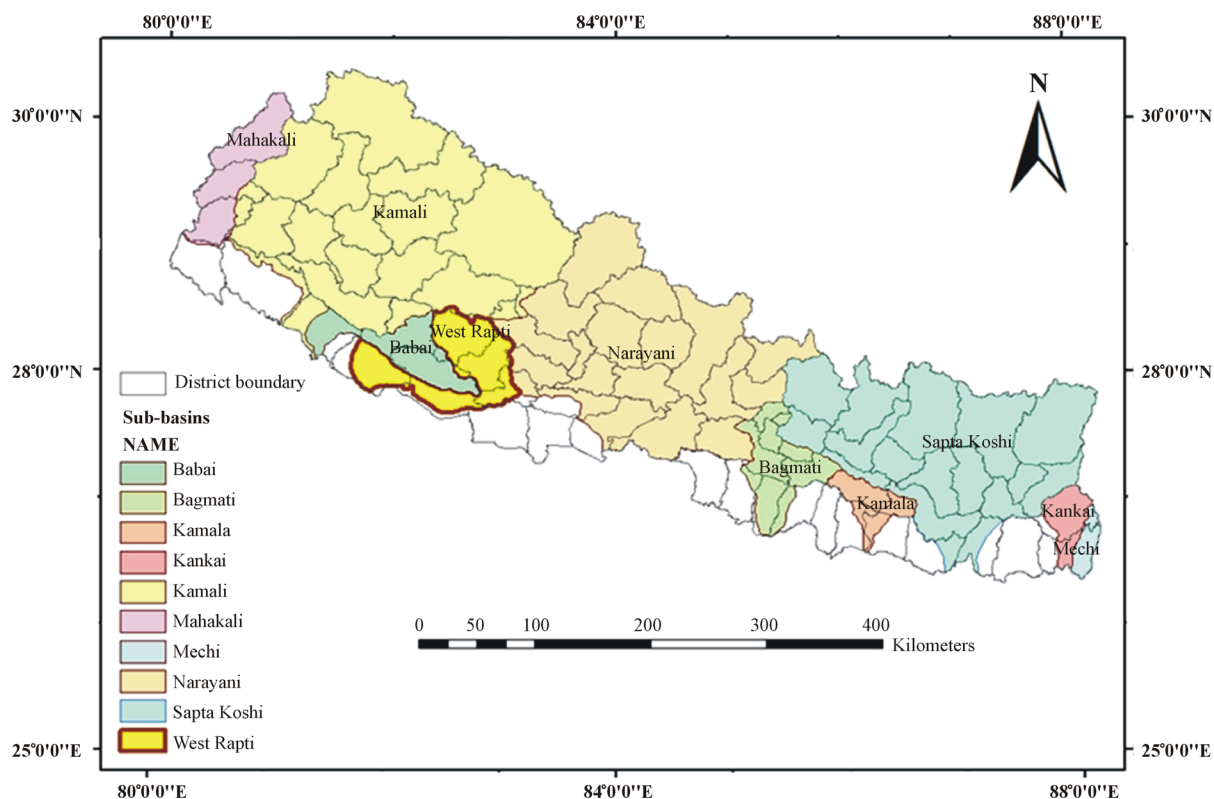 80°0'0''E 84°0'0''E 88°0'0''E
N
30°0'0''N 30°0'0''N
Mahakali
Kamali
West Rapti
Babai
Narayani
28°0'0''N 28°0'0''N
District boundary
Sub-basins
NAME
Sapta Koshi
Bagmati
Kamala
Kankai
Mechi
Babai
Bagmati
Kamala
Kankai
Kamali
Mahakali
Mechi
Narayani
Sapta Koshi
West Rapti
0 50 100 200 300 400
Kilometers
25°0'0''E 25°0'0''E
80°0'0''E 84°0'0''E 88°0'0''E